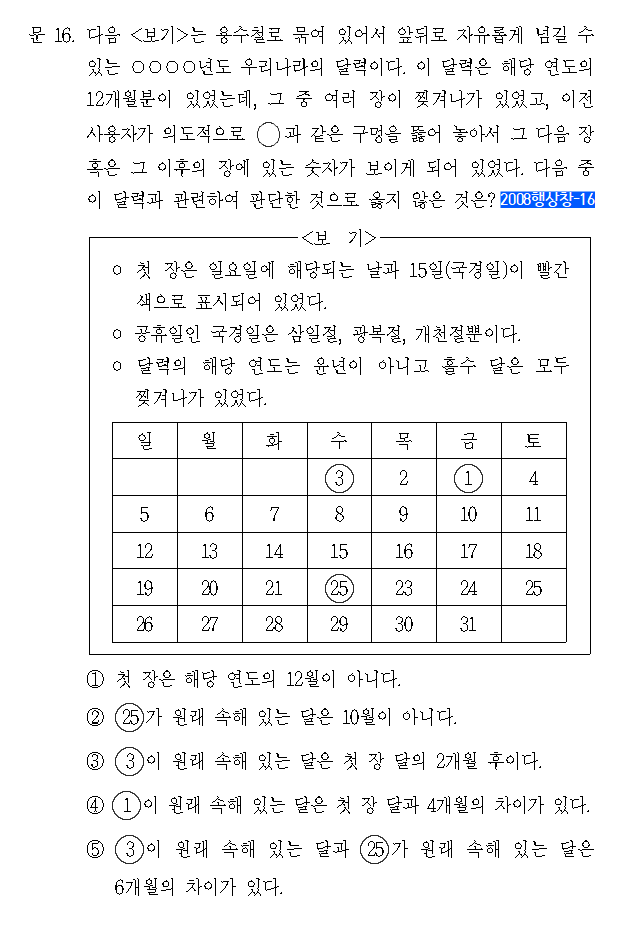 문 16. 다음 <보기>는 용수철로 묶여 있어서 앞뒤로 자유롭게 넘길 수
있는 ○○○○년도 우리나라의 달력이다. 이 달력은 해당 연도의
12개월분이 있었는데, 그 중 여러 장이 찢겨나가 있었고, 이전
사용자가 의도적으로 ○과 같은 구멍을 뚫어 놓아서 그 다음 장
혹은 그 이후의 장에 있는 숫자가 보이게 되어 있었다. 다음 중
이 달력과 관련하여 판단한 것으로 옳지 않은 것은? 2008행상창-16
<보 기>
○ 첫 장은 일요일에 해당되는 날과 15일(국경일)이 빨간
색으로 표시되어 있었다.
○ 공휴일인 국경일은 삼일절, 광복절, 개천절뿐이다.
○ 달력의 해당 연도는 윤년이 아니고 홀수 달은 모두
찢겨나가 있었다.
일 월 화 수 목 금 토
3 2 1 4
5 6 7 8 9 10 11
12 13 14 15 16 17 18
19 20 21 25 23 24 25
26 27 28 29 30 31
① 첫 장은 해당 연도의 12월이 아니다.
② 25가 원래 속해 있는 달은 10월이 아니다.
③ 3이 원래 속해 있는 달은 첫 장 달의 2개월 후이다.
④ 1이 원래 속해 있는 달은 첫 장 달과 4개월의 차이가 있다.
⑤ 3이 원래 속해 있는 달과 25가 원래 속해 있는 달은
6개월의 차이가 있다.